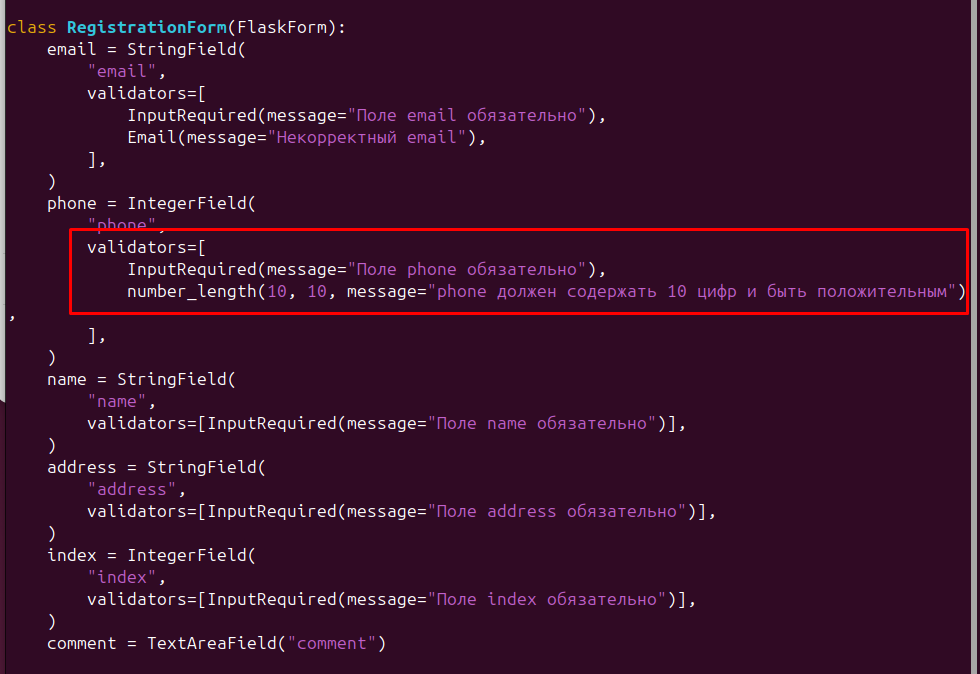 class RegistrationForm(FlaskForm):
    email = StringField(
        "email",
        validators=[
            InputRequired(message="Поле email обязательно"),
            Email(message="Некорректный email"),
        ],
    )
    phone = IntegerField(
        "phone",
        validators=[
            InputRequired(message="Поле phone обязательно"),
            number_length(10, 10, message="phone должен содержать 10 цифр и быть положительным")
,
        ],
    )
    name = StringField(
        "name",
        validators=[InputRequired(message="Поле name обязательно")],
    )
    address = StringField(
        "address",
        validators=[InputRequired(message="Поле address обязательно")],
    )
    index = IntegerField(
        "index",
        validators=[InputRequired(message="Поле index обязательно")],
    )
    comment = TextAreaField("comment")